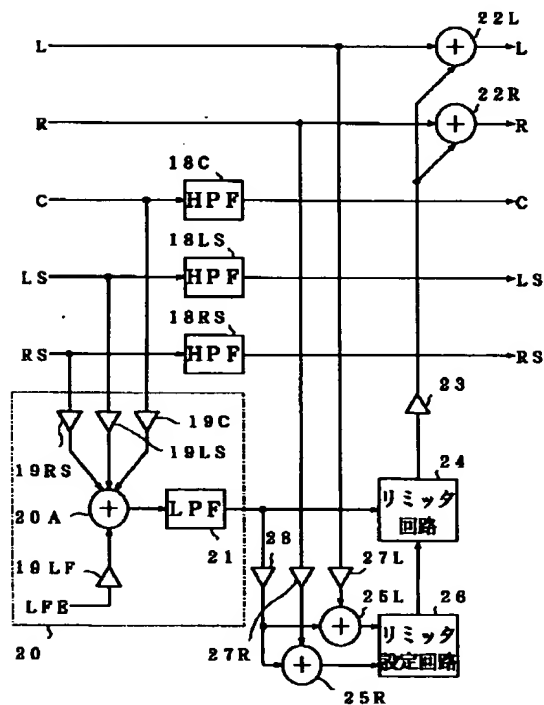 22L
L
L
22R
R
R
18C
C
HPF
C
18LS
LS
HPF
LS
18RS
RS
HPF
RS
23
19C
19LS
19RS
24
リミッタ
回路
20A
LPF
21
28
27L
19LF
25L
26
LFE
リミッタ
設定回路
20
27R
25R